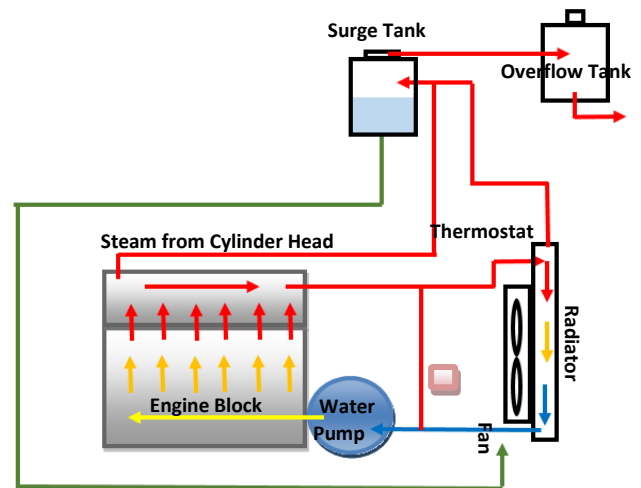 Surge Tank
Overflow Tank
Steam from Cylinder Head
Thermostat
Radiator
Engine Block
Water
Pump
Fan